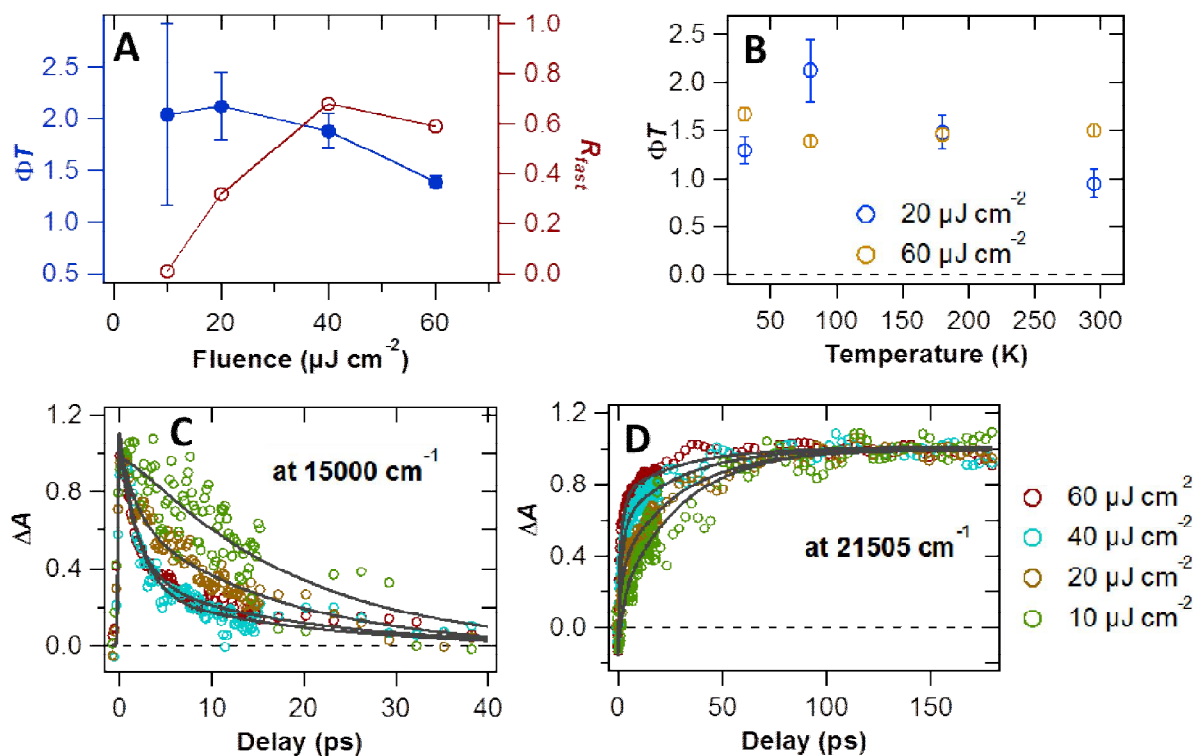 A
ΦT
2.5
2.0
1.5
1.0
0.5
R_fast
1.0
0.8
0.6
0.4
0.2
0.0
0 20 40 60
Fluence (µJ cm⁻²)
B
ΦT
2.5
2.0
1.5
1.0
0.5
0.0
20 µJ cm⁻²
60 µJ cm⁻²
50 100 150 200 250 300
Temperature (K)
C
at 15000 cm⁻¹
ΔA
1.2
0.8
0.4
0.0
0 10 20 30 40
Delay (ps)
D
at 21505 cm⁻¹
ΔA
1.2
0.8
0.4
0.0
0 50 100 150
Delay (ps)
60 µJ cm²
40 µJ cm⁻²
20 µJ cm⁻²
10 µJ cm⁻²